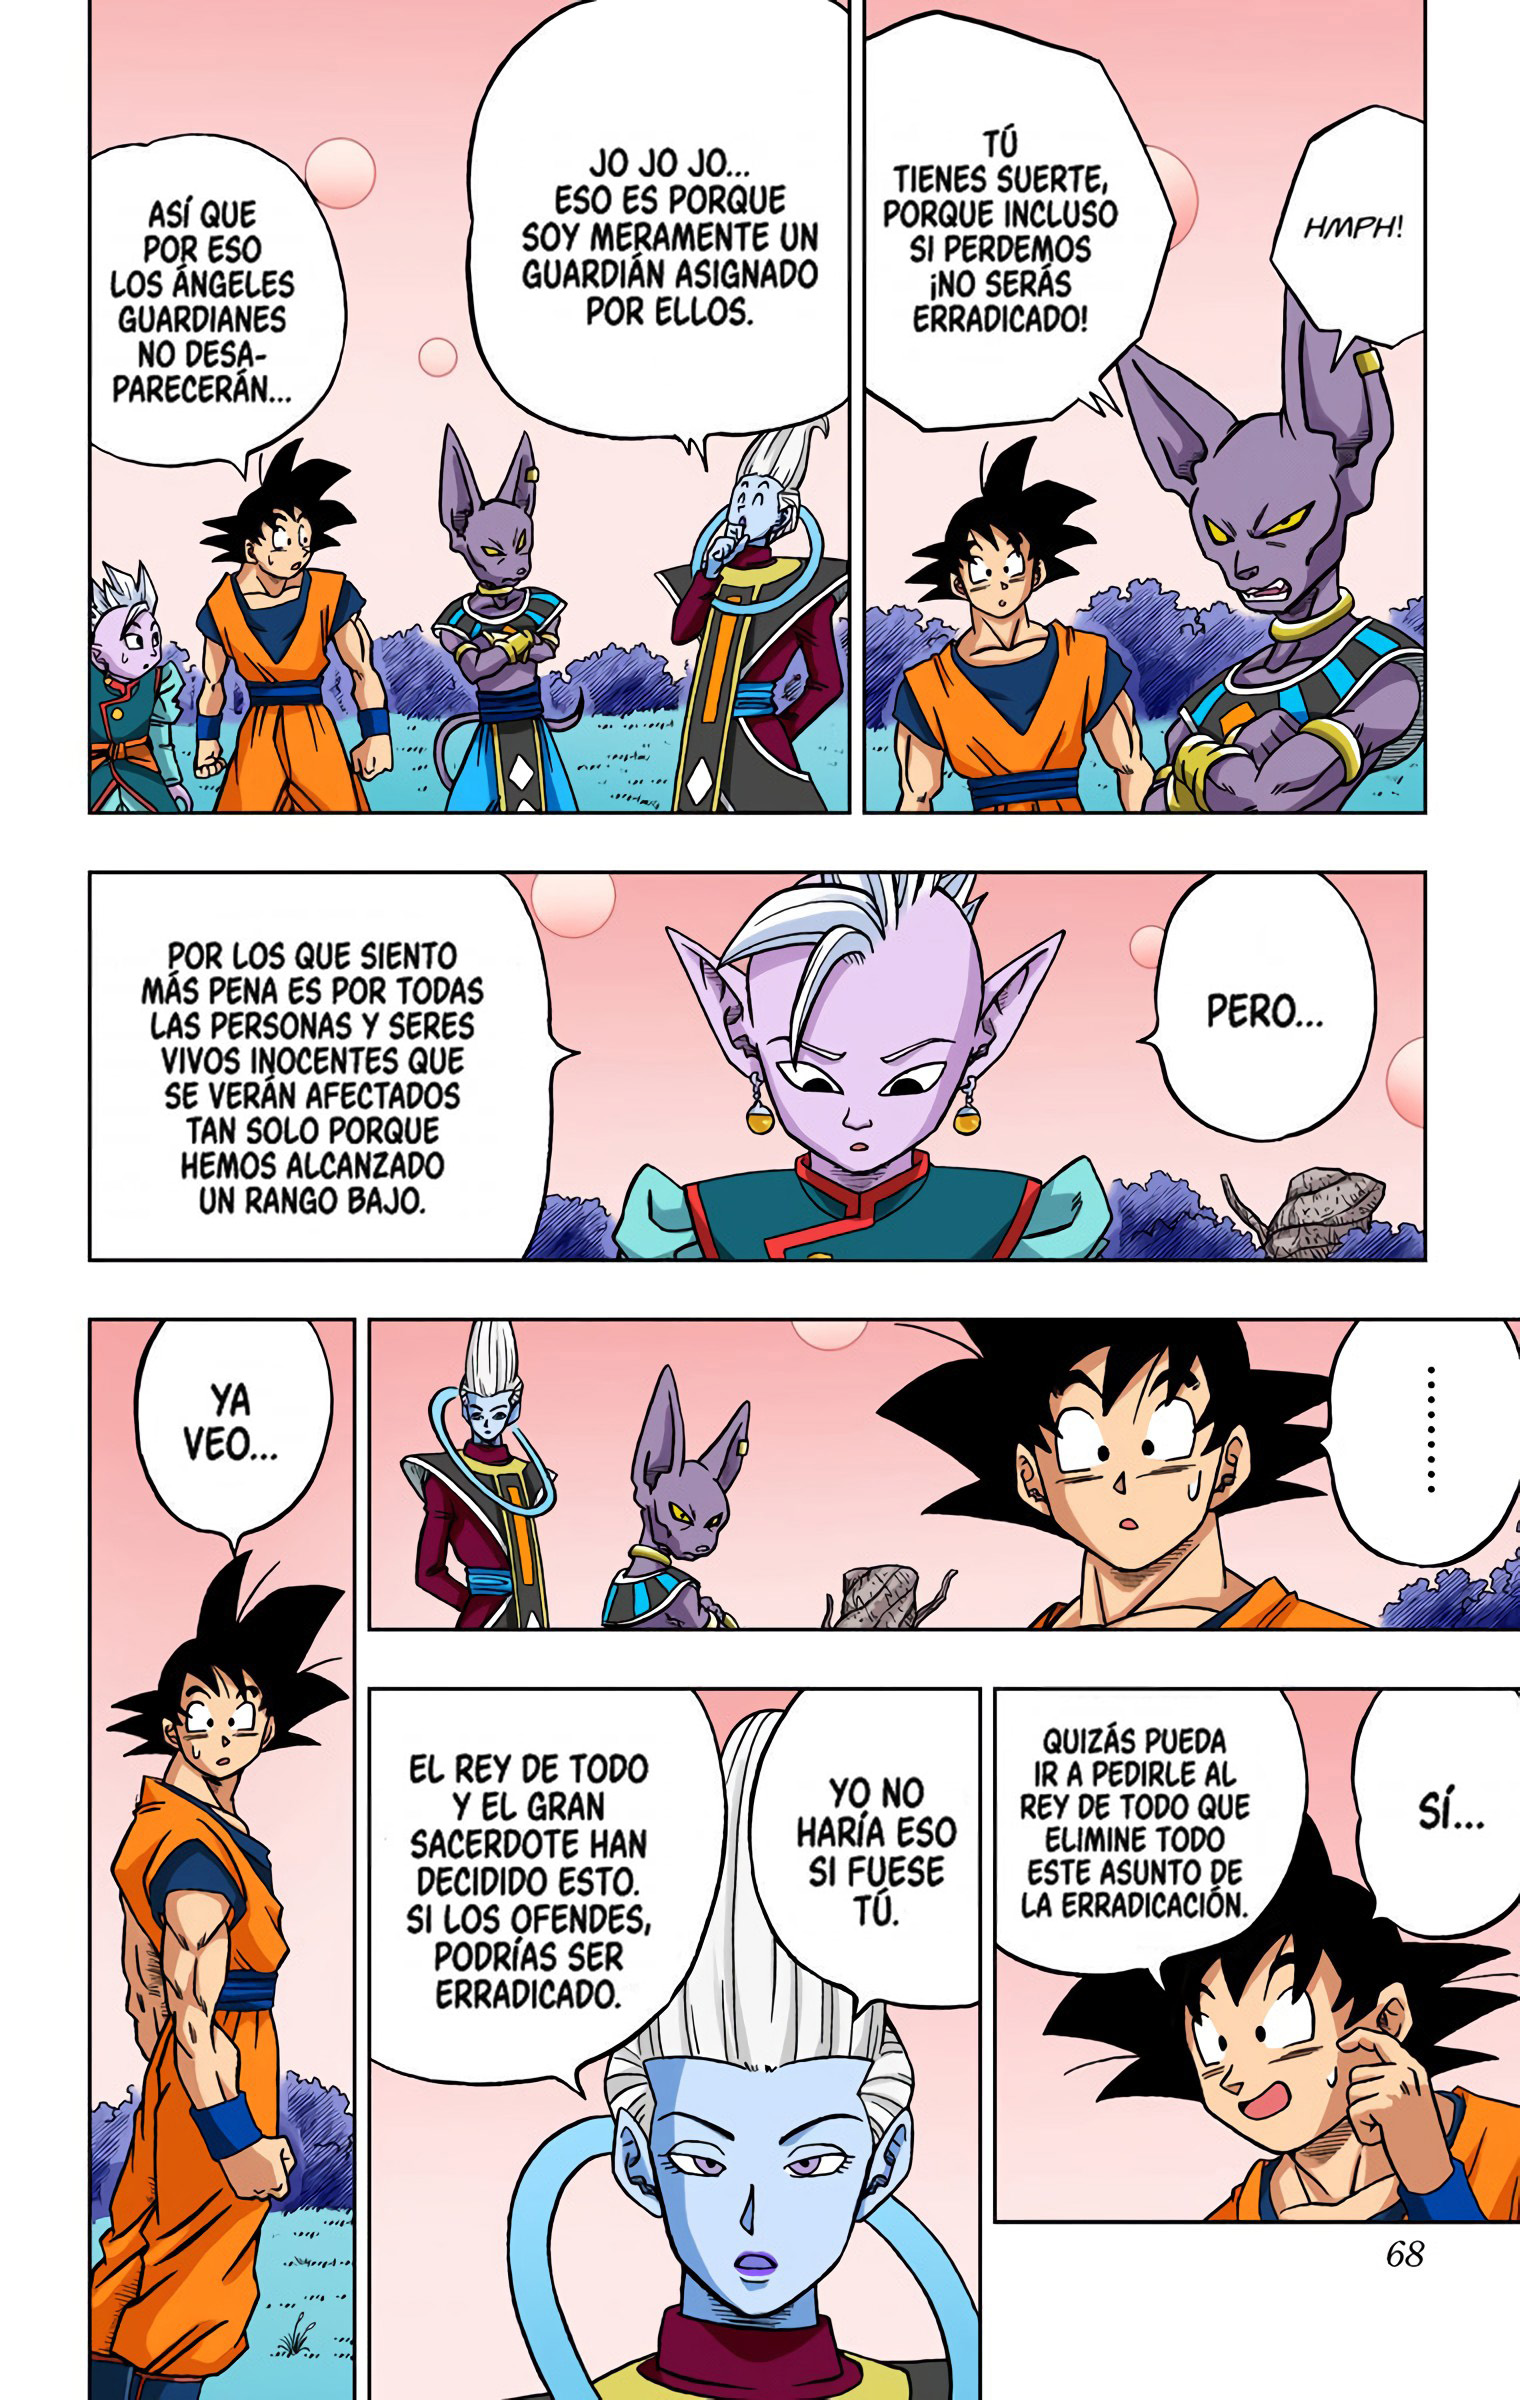 HMPH!
TÚ
TIENES SUERTE,
PORQUE INCLUSO
SI PERDEMOS
¡NO SERÁS
ERRADICADO!
JO JO JO...
ESO ES PORQUE
SOY MERAMENTE UN
GUARDIÁN ASIGNADO
POR ELLOS.
ASÍ QUE
POR ESO
LOS ÁNGELES
GUARDIANES
NO DESA-
PARECERÁN...
PERO...
POR LOS QUE SIENTO
MÁS PENA ES POR TODAS
LAS PERSONAS Y SERES
VIVOS INOCENTES QUE
SE VERÁN AFECTADOS
TAN SOLO PORQUE
HEMOS ALCANZADO
UN RANGO BAJO.
.........
YA
VEO...
SÍ...
QUIZÁS PUEDA
IR A PEDIRLE AL
REY DE TODO QUE
ELIMINE TODO
ESTE ASUNTO DE
LA ERRADICACIÓN.
YO NO
HARÍA ESO
SI FUESE
TÚ.
EL REY DE TODO
Y EL GRAN
SACERDOTE HAN
DECIDIDO ESTO.
SI LOS OFENDES,
PODRÍAS SER
ERRADICADO.
68